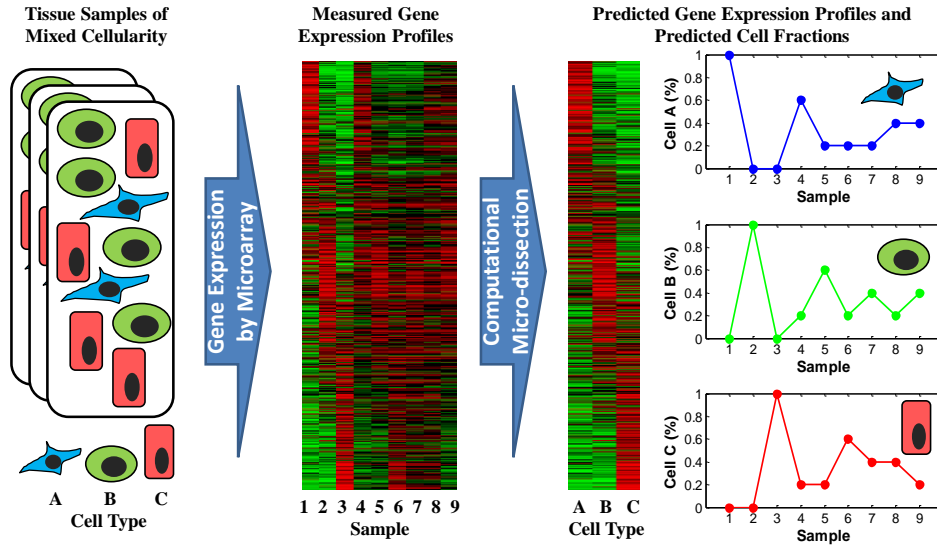 Tissue Samples of
Mixed Cellularity
Measured Gene
Expression Profiles
Predicted Gene Expression Profiles and
Predicted Cell Fractions
Gene Expression
by Microarray
Computational
Micro-dissection
A B C
Cell Type
1 2 3 4 5 6 7 8 9
Sample
A B C
Cell Type
Cell A (%)
1
0.8
0.6
0.4
0.2
0
1 2 3 4 5 6 7 8 9
Sample
Cell B (%)
1
0.8
0.6
0.4
0.2
0
1 2 3 4 5 6 7 8 9
Sample
Cell C (%)
1
0.8
0.6
0.4
0.2
0
1 2 3 4 5 6 7 8 9
Sample